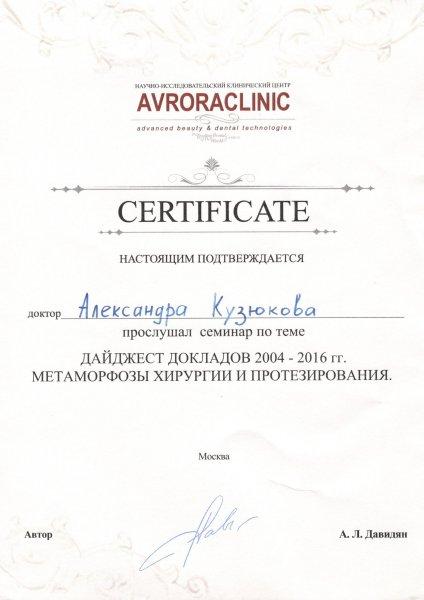 НАУЧНО-ИССЛЕДОВАТЕЛЬСКИЙ КЛИНИЧЕСКИЙ ЦЕНТР
AVRORACLINIC
advanced beauty & dental technologies
CERTIFICATE
НАСТОЯЩИМ ПОДТВЕРЖДАЕТСЯ
доктор Александра Кузюкова
прослушал семинар по теме
ДАЙДЖЕСТ ДОКЛАДОВ 2004 - 2016 гг.
МЕТАМОРФОЗЫ ХИРУРГИИ И ПРОТЕЗИРОВАНИЯ.
Москва
Автор А. Л. Давидян